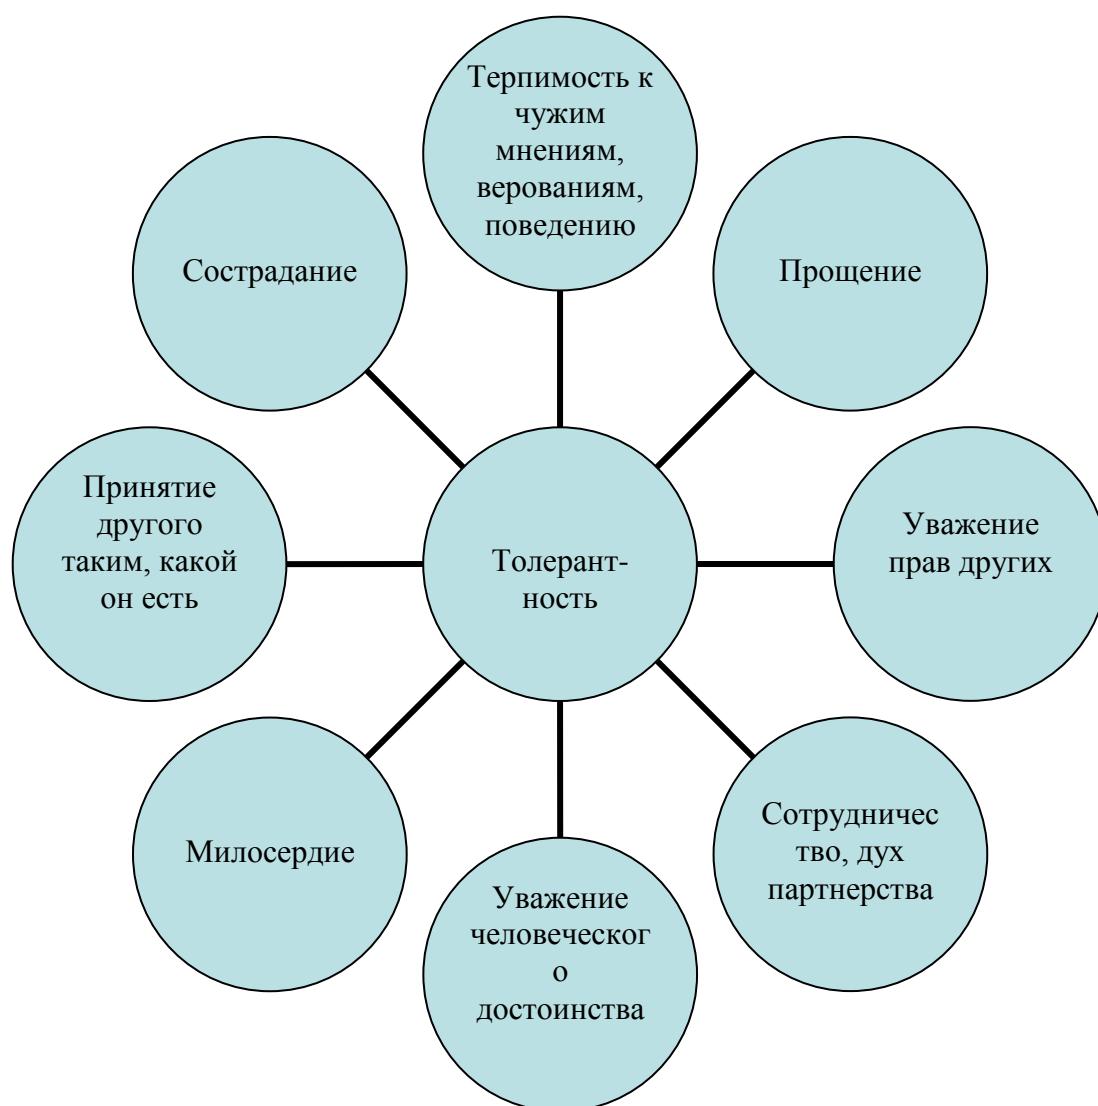 Терпимость к
чужим
мнениям,
верованиям,
поведению
Сострадание
Прощение
Принятие
другого
таким, какой
он есть
Толерант-
ность
Уважение
прав других
Милосердие
Сотрудничес
тво, дух
партнерства
Уважение
человеческог
о
достоинства